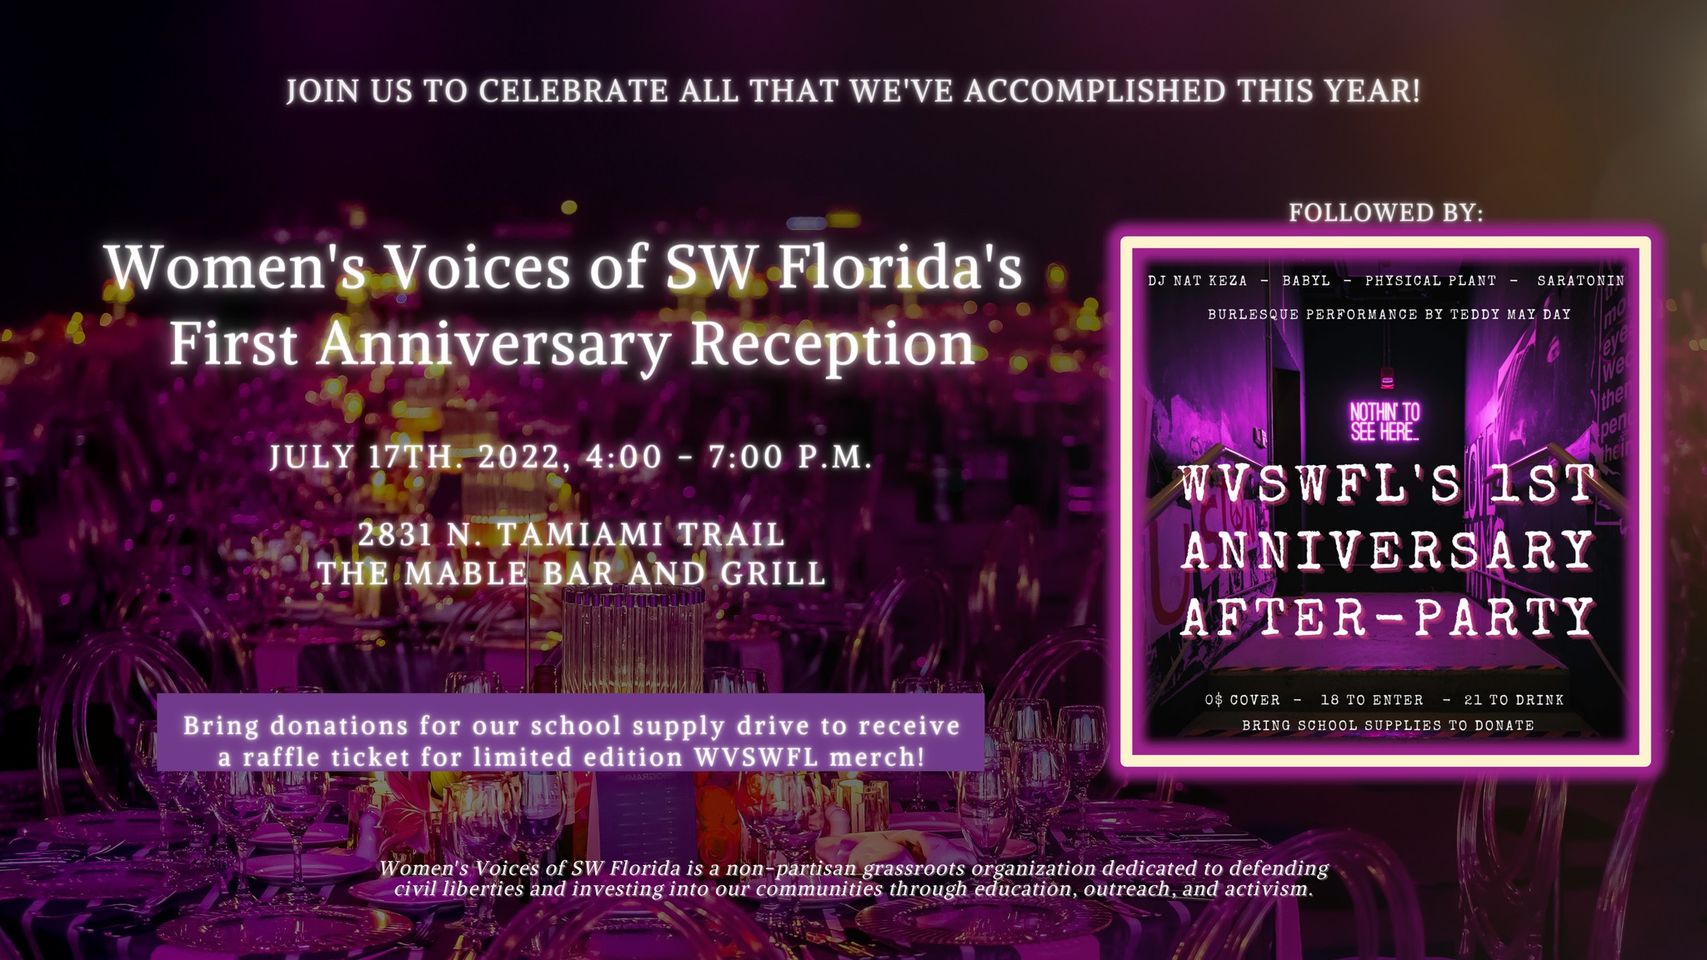 JOIN US TO CELEBRATE ALL THAT WE'VE ACCOMPLISHED THIS YEAR!
Women's Voices of SW Florida's
First Anniversary Reception
JULY 17TH. 2022, 4:00 - 7:00 P.M.
2831 N. TAMIAMI TRAIL
THE MABLE BAR AND GRILL
Bring donations for our school supply drive to receive
a raffle ticket for limited edition WVSWFL merch!
FOLLOWED BY:
DJ NAT KEZA - BABYL - PHYSICAL PLANT - SARATONIN
BURLESQUE PERFORMANCE BY TEDDY MAY DAY
NOTHIN' TO
SEE HERE...
WVSWFL'S 1ST
ANNIVERSARY
AFTER-PARTY
0$ COVER - 18 TO ENTER - 21 TO DRINK
BRING SCHOOL SUPPLIES TO DONATE
Women's Voices of SW Florida is a non-partisan grassroots organization dedicated to defending
civil liberties and investing into our communities through education, outreach, and activism.